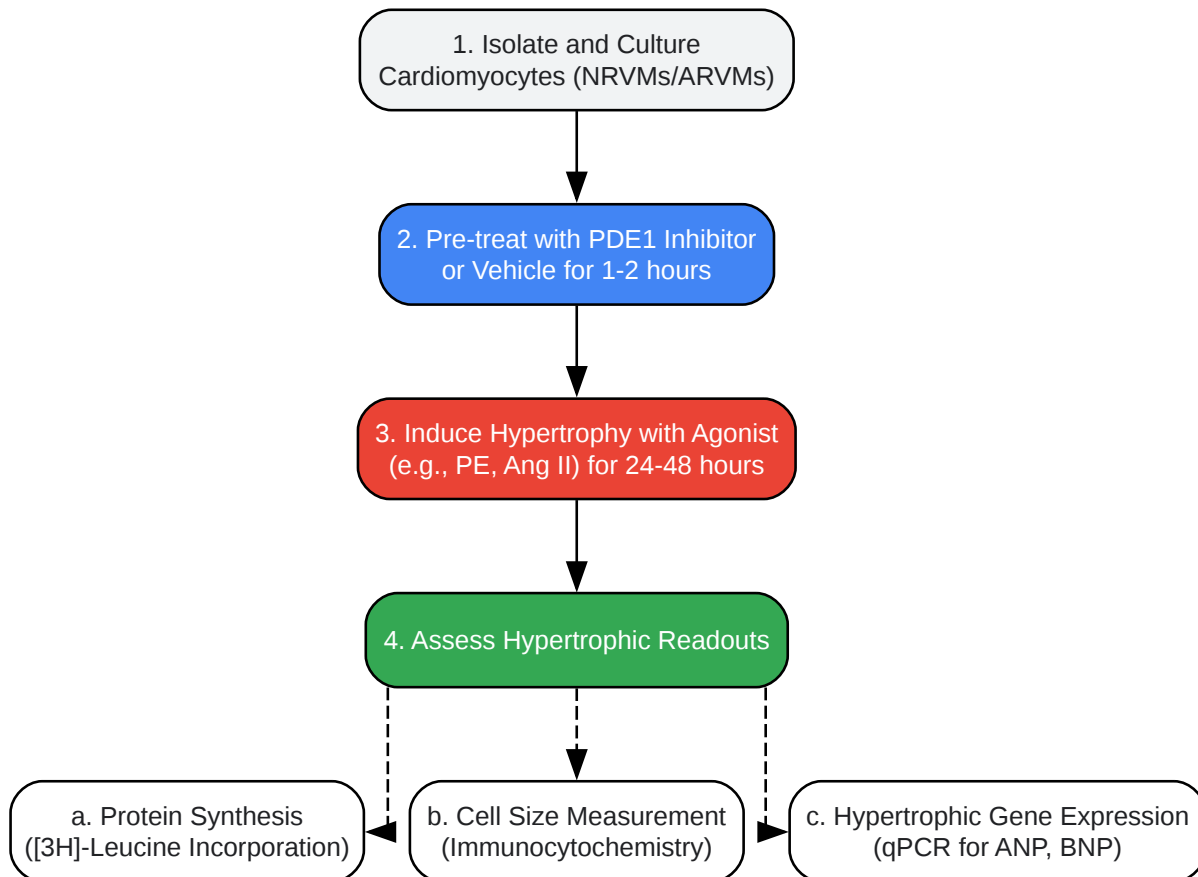 1. Isolate and Culture
Cardiomyocytes (NRVMs/ARVMs)
2. Pre-treat with PDE1 Inhibitor
or Vehicle for 1-2 hours
3. Induce Hypertrophy with Agonist
(e.g., PE, Ang II) for 24-48 hours
4. Assess Hypertrophic Readouts
a. Protein Synthesis
([3H]-Leucine Incorporation)
b. Cell Size Measurement
(Immunocytochemistry)
c. Hypertrophic Gene Expression
(qPCR for ANP, BNP)